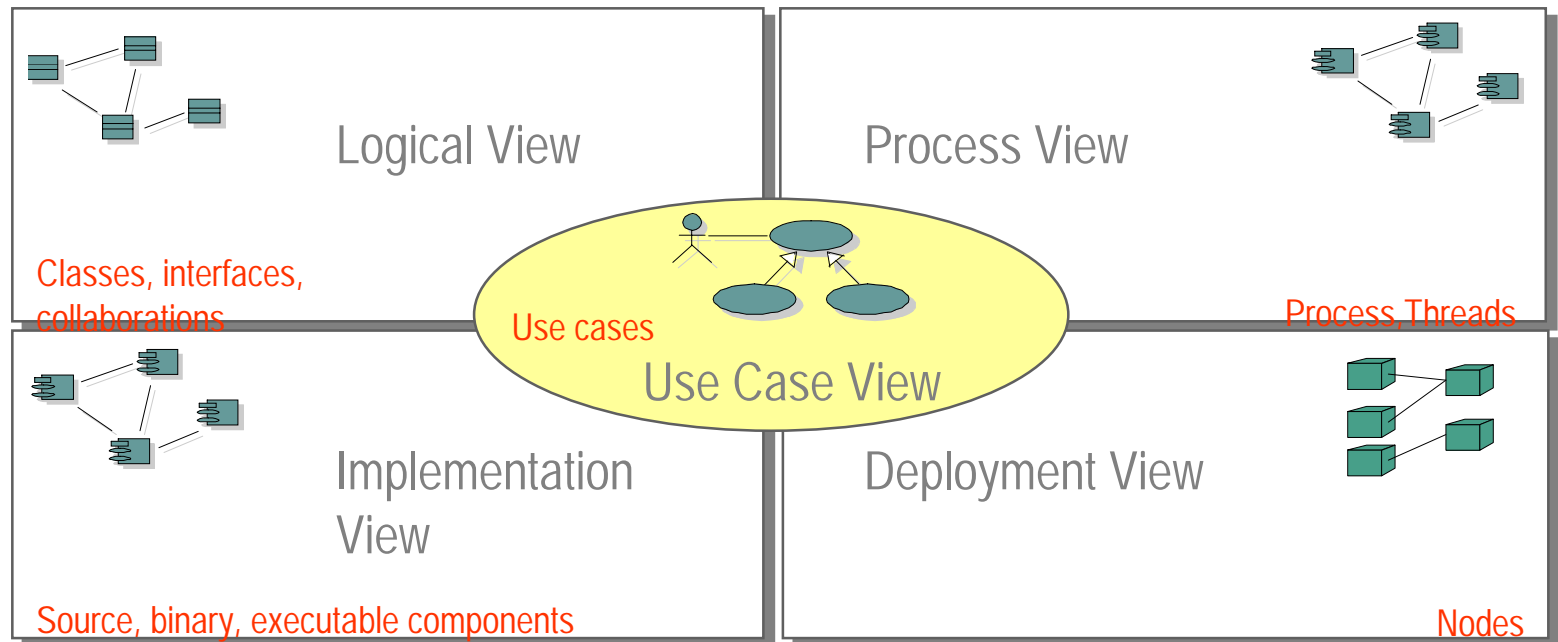 Logical View
Classes, interfaces,
collaborations
Process View
Process,Threads
Use cases
Use Case View
Implementation
View
Source, binary, executable components
Deployment View
Nodes